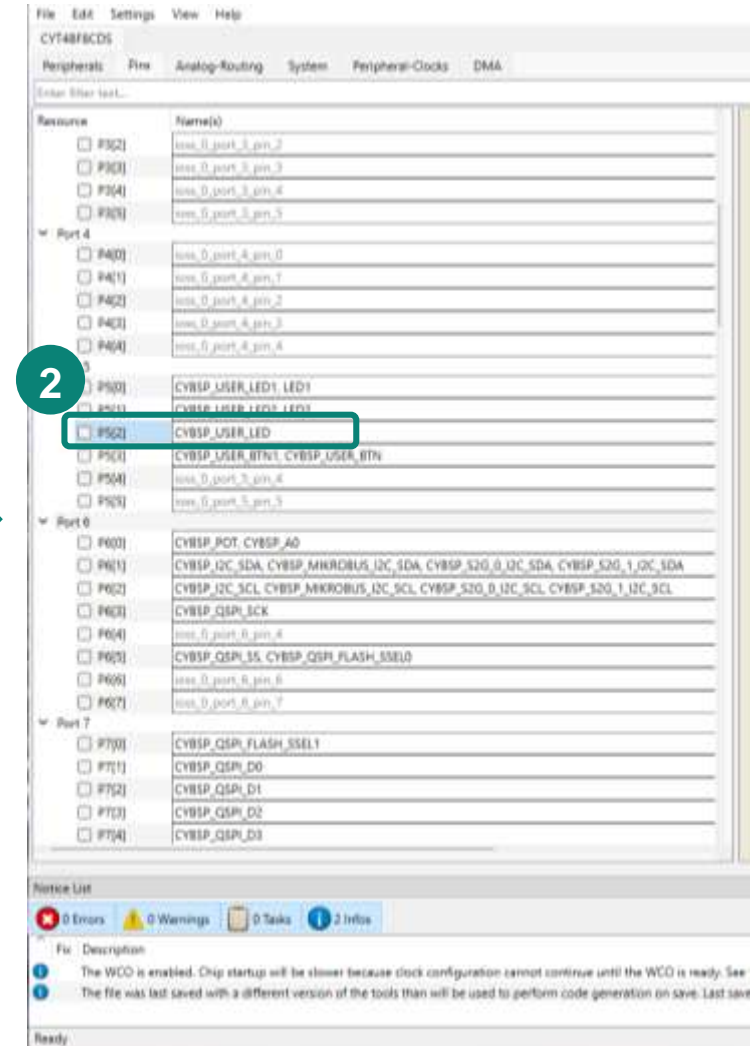 File Edit Settings View Help
CYT4BF8CDS
Peripherals Pins Analog-Routing System Peripheral-Clocks DMA
Enter filter text...
Resource Name(s)
P3[2] ioss_0_port_3_pin_2
P3[3] ioss_0_port_3_pin_3
P3[4] ioss_0_port_3_pin_4
P3[5] ioss_0_port_3_pin_5
Port 4
P4[0] ioss_0_port_4_pin_0
P4[1] ioss_0_port_4_pin_1
P4[2] ioss_0_port_4_pin_2
P4[3] ioss_0_port_4_pin_3
P4[4] ioss_0_port_4_pin_4
5
2
P5[0] CYBSP_USER_LED1, LED1
P5[1] CYBSP_USER_LED2, LED2
P5[2] CYBSP_USER_LED
P5[3] CYBSP_USER_BTN1, CYBSP_USER_BTN
P5[4] ioss_0_port_5_pin_4
P5[5] ioss_0_port_5_pin_5
Port 6
P6[0] CYBSP_POT, CYBSP_A0
P6[1] CYBSP_I2C_SDA, CYBSP_MIKROBUS_I2C_SDA, CYBSP_S2G_0_I2C_SDA, CYBSP_S2G_1_I2C_SDA
P6[2] CYBSP_I2C_SCL, CYBSP_MIKROBUS_I2C_SCL, CYBSP_S2G_0_I2C_SCL, CYBSP_S2G_1_I2C_SCL
P6[3] CYBSP_QSPI_SCK
P6[4] ioss_0_port_6_pin_4
P6[5] CYBSP_QSPI_SS, CYBSP_QSPI_FLASH_SSEL0
P6[6] ioss_0_port_6_pin_6
P6[7] ioss_0_port_6_pin_7
Port 7
P7[0] CYBSP_QSPI_FLASH_SSEL1
P7[1] CYBSP_QSPI_D0
P7[2] CYBSP_QSPI_D1
P7[3] CYBSP_QSPI_D2
P7[4] CYBSP_QSPI_D3
Notice List
0 Errors 0 Warnings 0 Tasks 2 Infos
Fix Description
The WCO is enabled. Chip startup will be slower because clock configuration cannot continue until the WCO is ready. See
The file was last saved with a different version of the tools than will be used to perform code generation on save. Last save
Ready